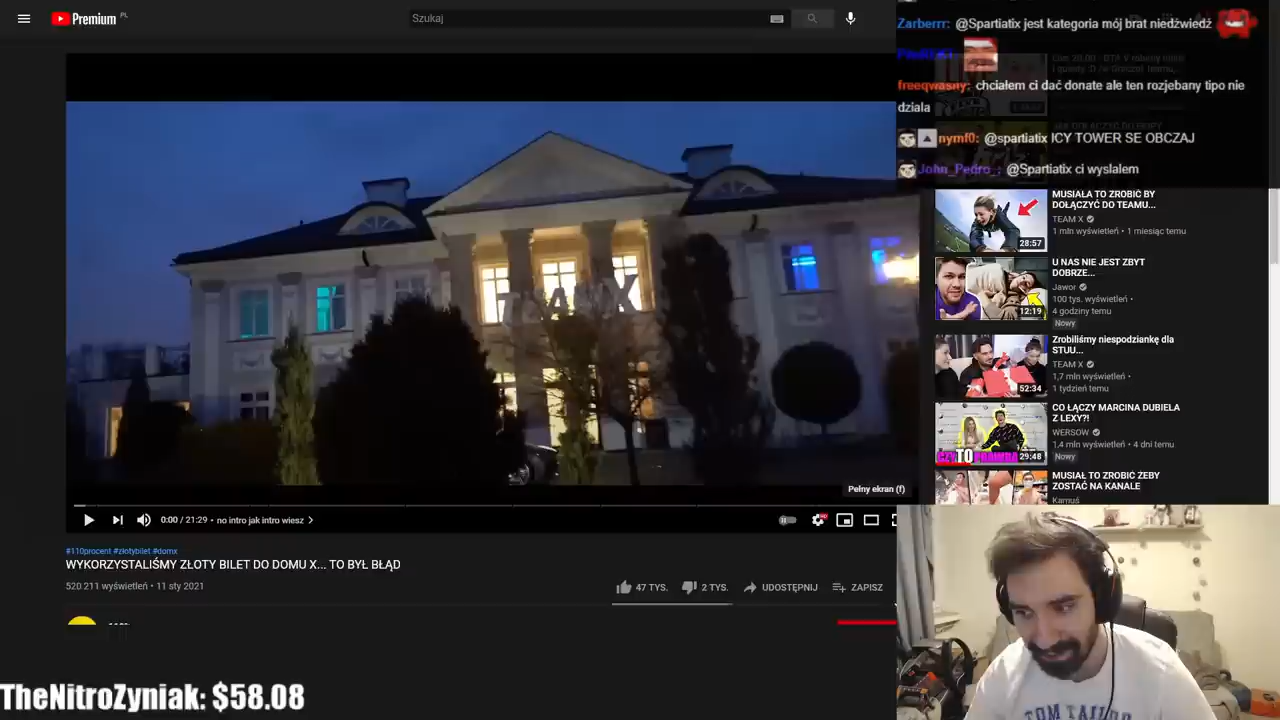 Premium PL
Szukaj
Zarberrr: @Spartiatix jest kategoria mój brat niedźwiedź
freeqwasny: chciałem ci dać donate ale ten rozjebany tipo nie
dziala
nymf0: @spartiatix ICY TOWER SE OBCZAJ
John_Pedro_: @Spartiatix ci wyslalem
TEAM X
MUSIAŁA TO ZROBIĆ BY
DOŁĄCZYĆ DO TEAMU...
TEAM X
1 mln wyświetleń • 1 miesiąc temu
28:57
U NAS NIE JEST ZBYT
DOBRZE...
Jawor
100 tys. wyświetleń •
4 godziny temu
Nowy
12:19
Zrobiliśmy niespodziankę dla
STUU...
TEAM X
1,7 mln wyświetleń •
1 tydzień temu
52:34
CO ŁĄCZY MARCINA DUBIELA
Z LEXY?!
WERSOW
1,4 mln wyświetleń • 4 dni temu
Nowy
CZY TO PRAWDA
29:48
MUSIAŁ TO ZROBIĆ ŻEBY
ZOSTAĆ NA KANALE
Kamuś
Pełny ekran (f)
0:00 / 21:29 • no intro jak intro wiesz >
#110procent #złotybilet #domx
WYKORZYSTALIŚMY ZŁOTY BILET DO DOMU X... TO BYŁ BŁĄD
520 211 wyświetleń • 11 sty 2021
47 TYS.
2 TYS.
UDOSTĘPNIJ
ZAPISZ
TheNitroZyniak: $58.08
TOM TAILOR